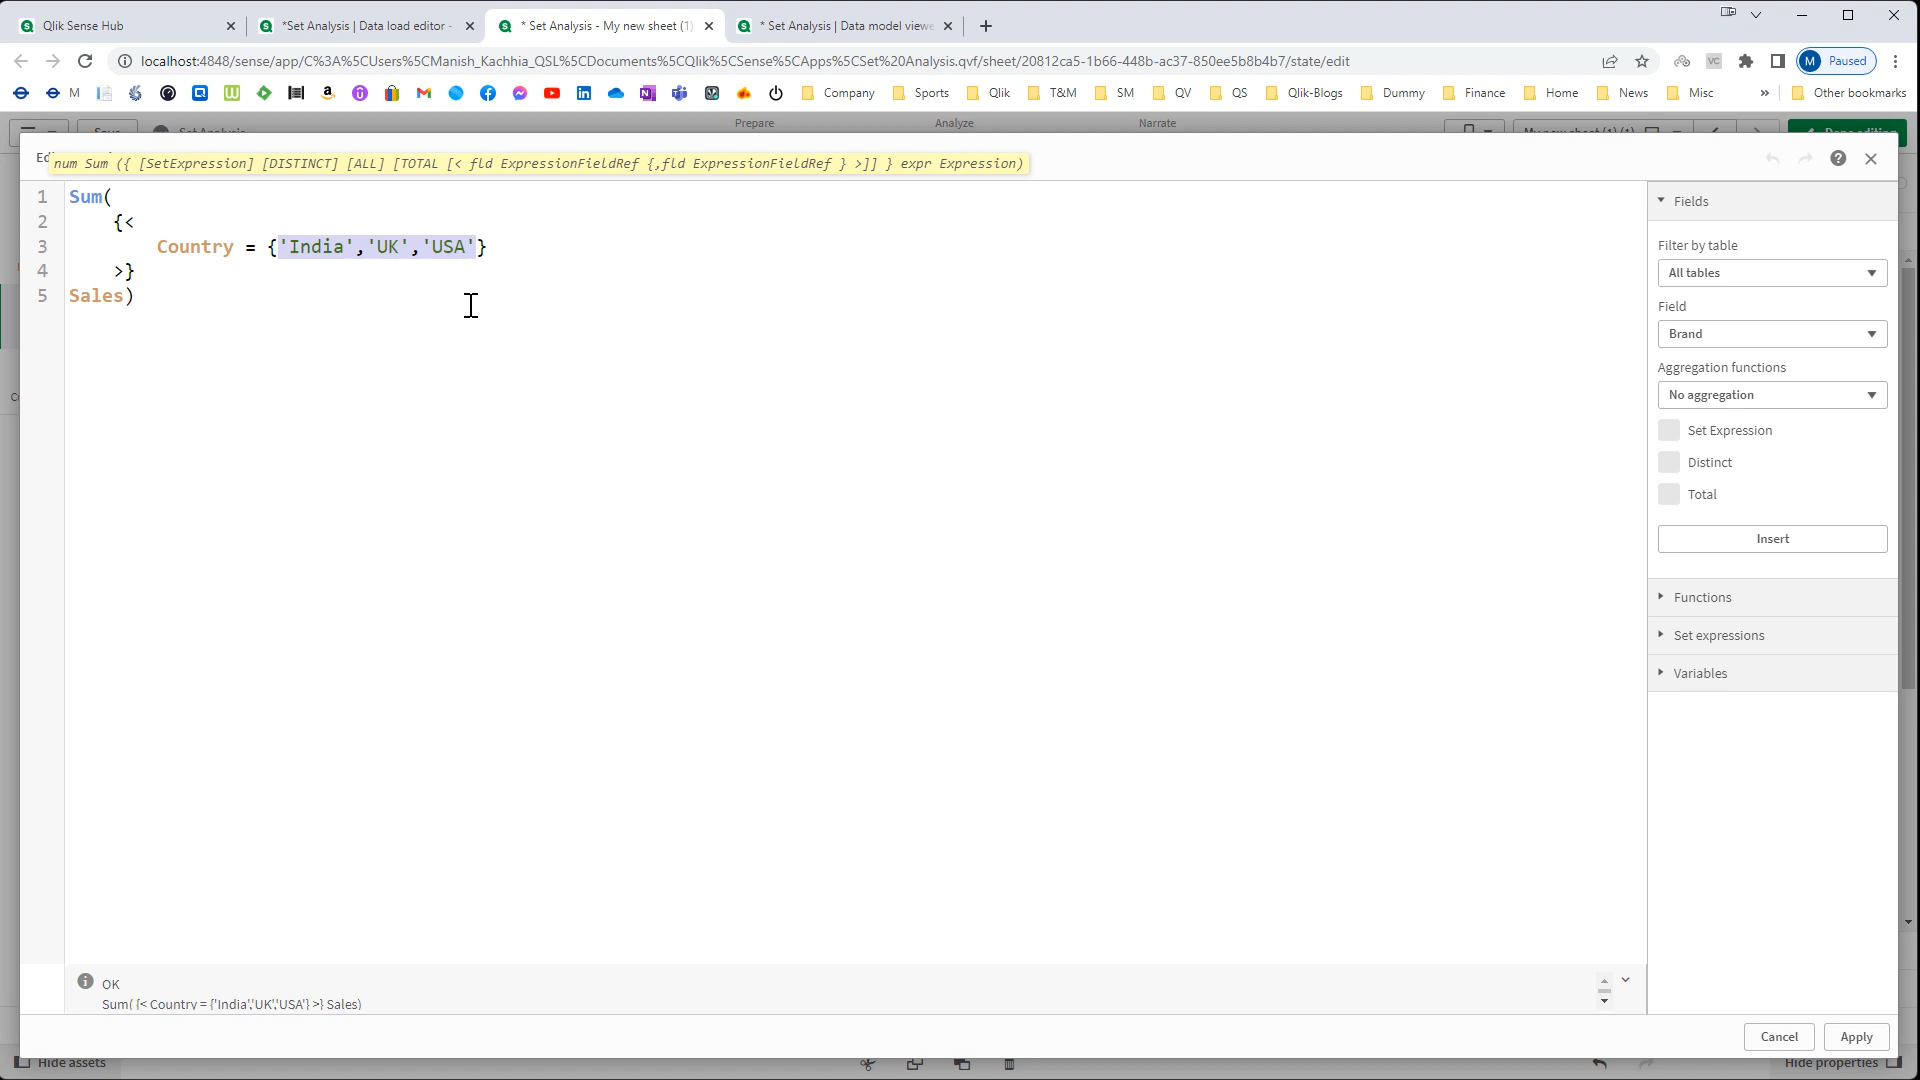 Qlik Sense Hub
*Set Analysis | Data load editor -
* Set Analysis - My new sheet (1)
* Set Analysis | Data model viewe
localhost:4848/sense/app/C%3A%5CUsers%5CManish_Kachhia_QSL%5CDocuments%5CQlik%5CSense%5CApps%5CSet%20Analysis.qvf/sheet/20812ca5-1b66-448b-ac37-850ee5b8b4b7/state/edit
VC
M Paused
M
Company
Sports
Qlik
T&M
SM
QV
QS
Qlik-Blogs
Dummy
Finance
Home
News
Misc
»
Other bookmarks
Prepare
Analyze
Narrate
num Sum ({ [SetExpression] [DISTINCT] [ALL] [TOTAL [< fld ExpressionFieldRef {,fld ExpressionFieldRef } >]] } expr Expression)
1 Sum(
2 {<
3 Country = {'India','UK','USA'}
4 >}
5 Sales)
Fields
Filter by table
All tables
Field
Brand
Aggregation functions
No aggregation
Set Expression
Distinct
Total
Insert
Functions
Set expressions
Variables
OK
Sum( {< Country = {'India','UK','USA'} >} Sales)
Cancel
Apply
Hide assets
Hide properties